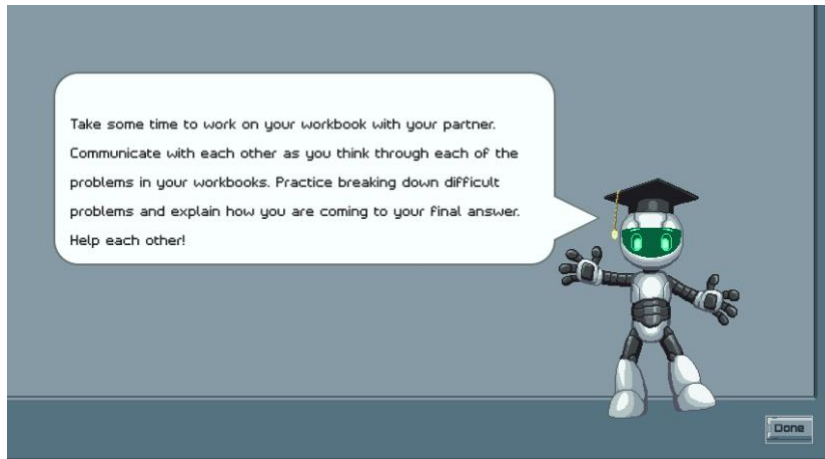 Take some time to work on your workbook with your partner.
Communicate with each other as you think through each of the
problems in your workbooks. Practice breaking down difficult
problems and explain how you are coming to your final answer.
Help each other!
Done